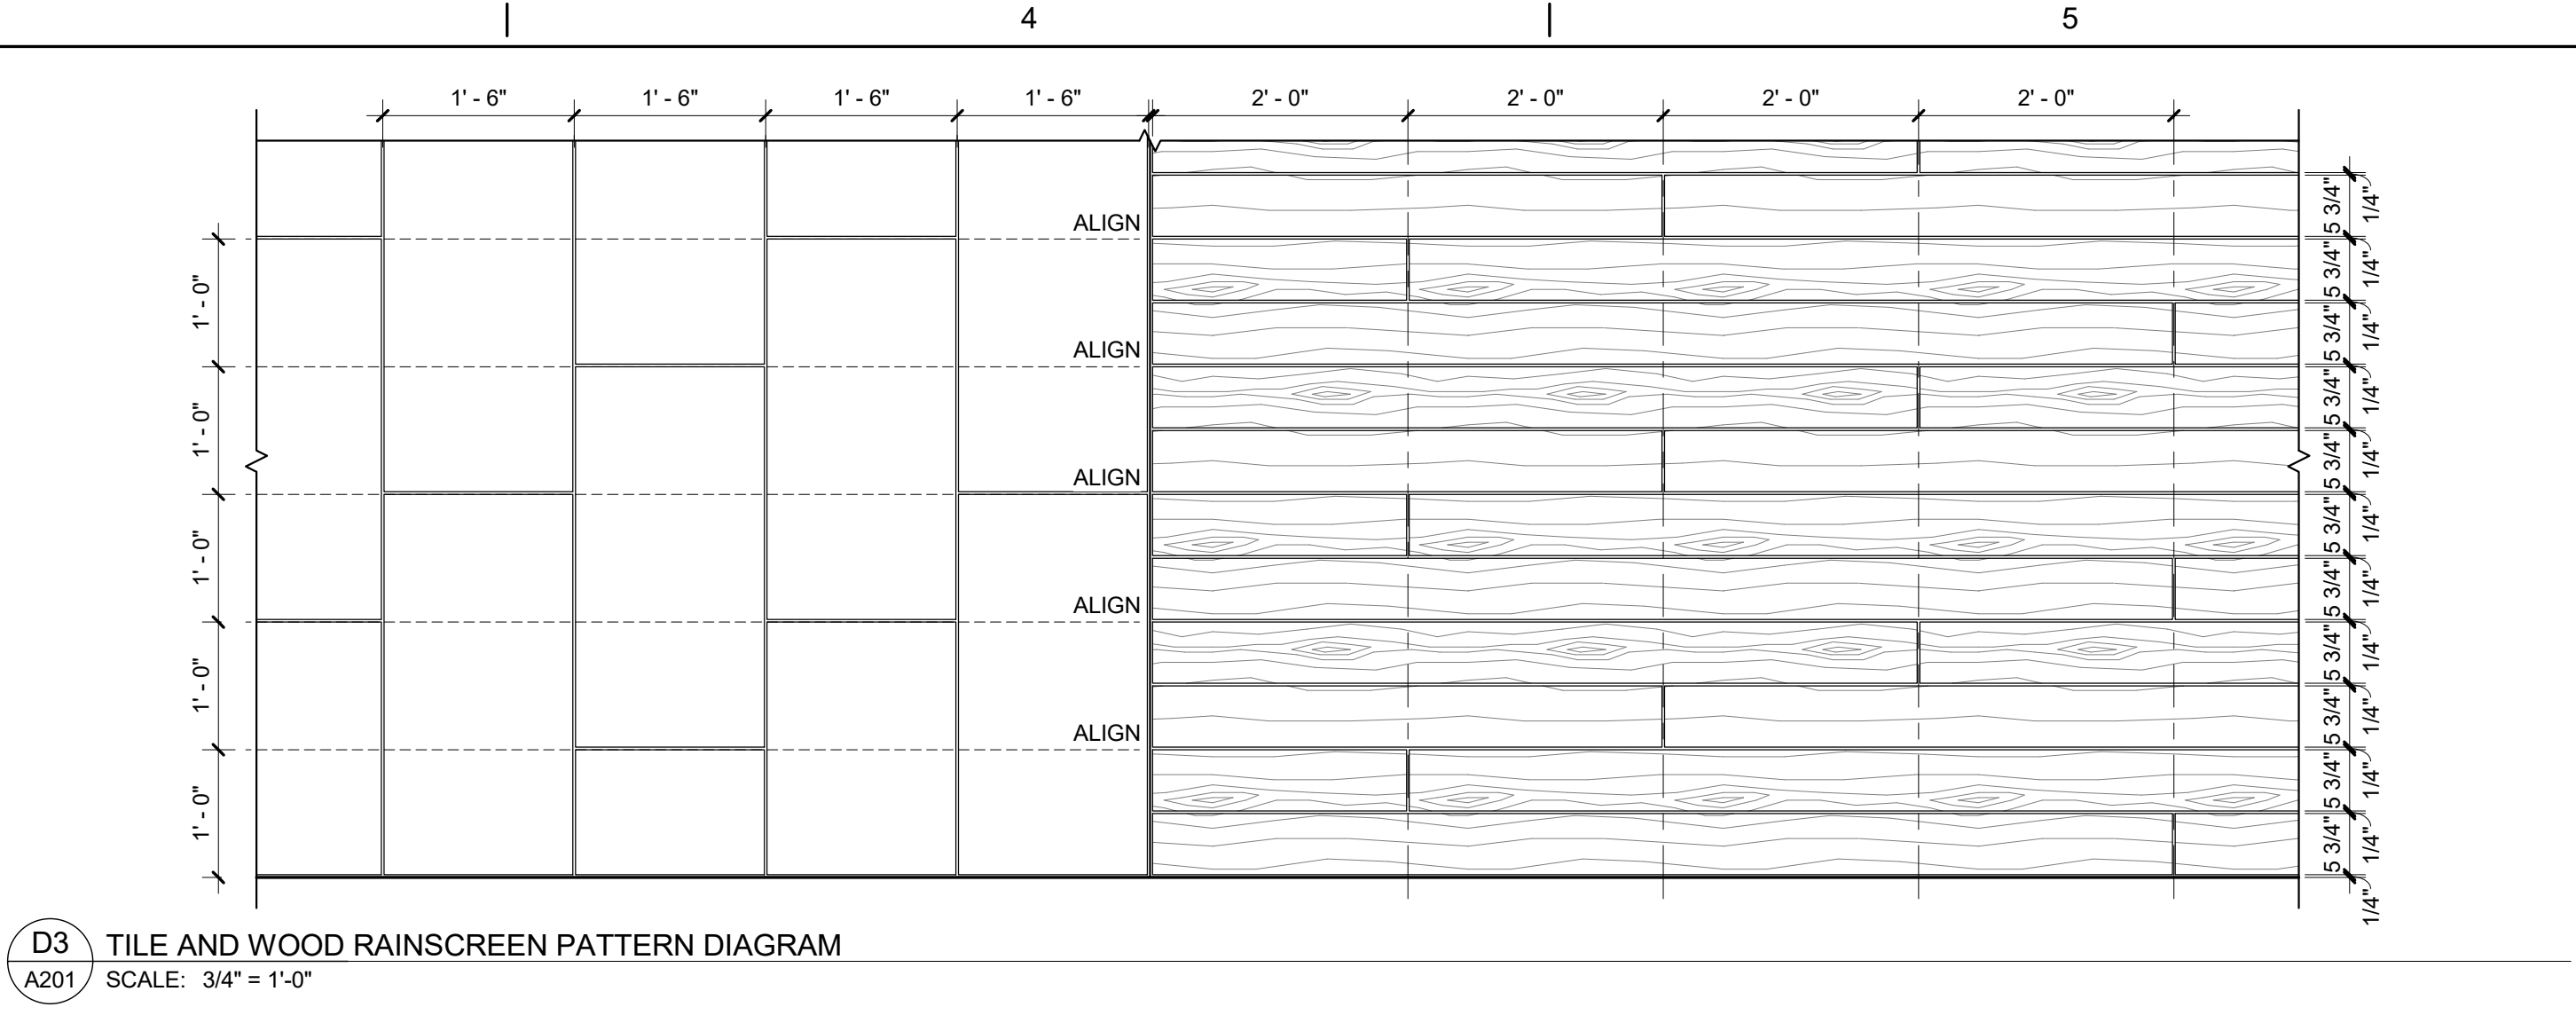 4
5
1' - 6"
1' - 6"
1' - 6"
1' - 6"
2' - 0"
2' - 0"
2' - 0"
2' - 0"
ALIGN
ALIGN
ALIGN
ALIGN
ALIGN
1' - 0"
1' - 0"
1' - 0"
1' - 0"
1' - 0"
5 3/4"
1/4"
5 3/4"
1/4"
5 3/4"
1/4"
5 3/4"
1/4"
5 3/4"
1/4"
5 3/4"
1/4"
5 3/4"
1/4"
5 3/4"
1/4"
5 3/4"
1/4"
5 3/4"
1/4"
5 3/4"
1/4"
1/4"
D3
TILE AND WOOD RAINSCREEN PATTERN DIAGRAM
A201
SCALE: 3/4" = 1'-0"